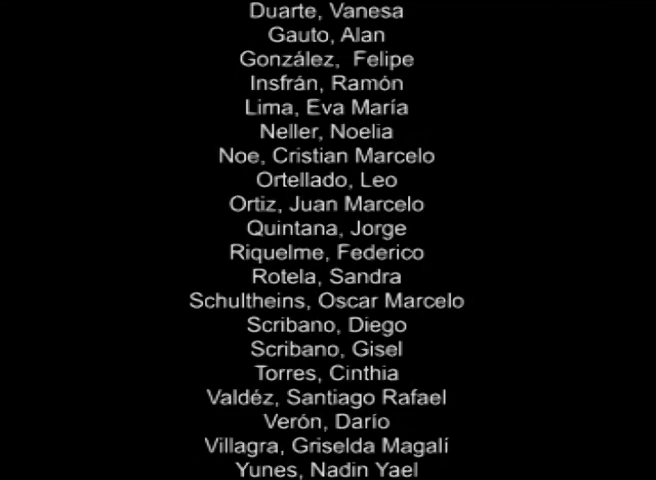 Duarte, Vanesa
Gauto, Alan
González, Felipe
Insfrán, Ramón
Lima, Eva María
Neller, Noelia
Noe, Cristian Marcelo
Ortellado, Leo
Ortiz, Juan Marcelo
Quintana, Jorge
Riquelme, Federico
Rotela, Sandra
Schultheins, Oscar Marcelo
Scribano, Diego
Scribano, Gisel
Torres, Cinthia
Valdéz, Santiago Rafael
Verón, Darío
Villagra, Griselda Magalí
Yunes, Nadin Yael